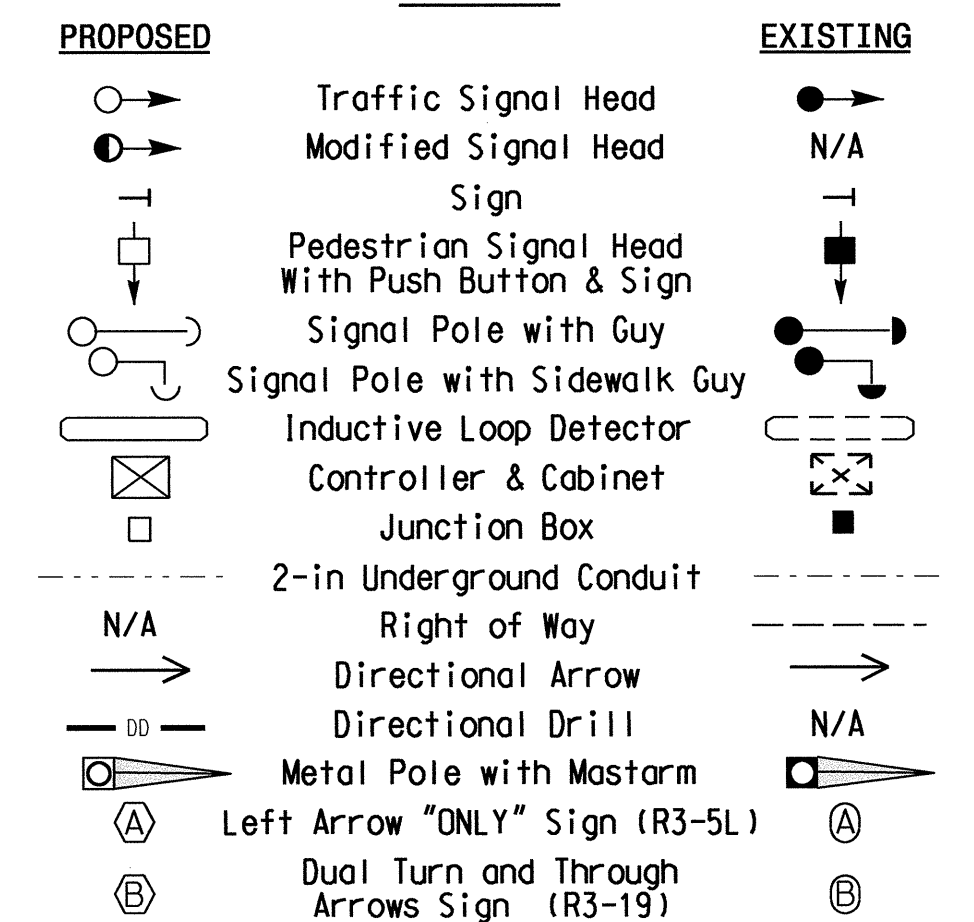 PROPOSED EXISTING
Traffic Signal Head
Modified Signal Head N/A
Sign
Pedestrian Signal Head
With Push Button & Sign
Signal Pole with Guy
Signal Pole with Sidewalk Guy
Inductive Loop Detector
Controller & Cabinet
Junction Box
2-in Underground Conduit
N/A Right of Way
Directional Arrow
DD Directional Drill N/A
Metal Pole with Mastarm
A Left Arrow "ONLY" Sign (R3-5L) A
Dual Turn and Through
B Arrows Sign (R3-19) B